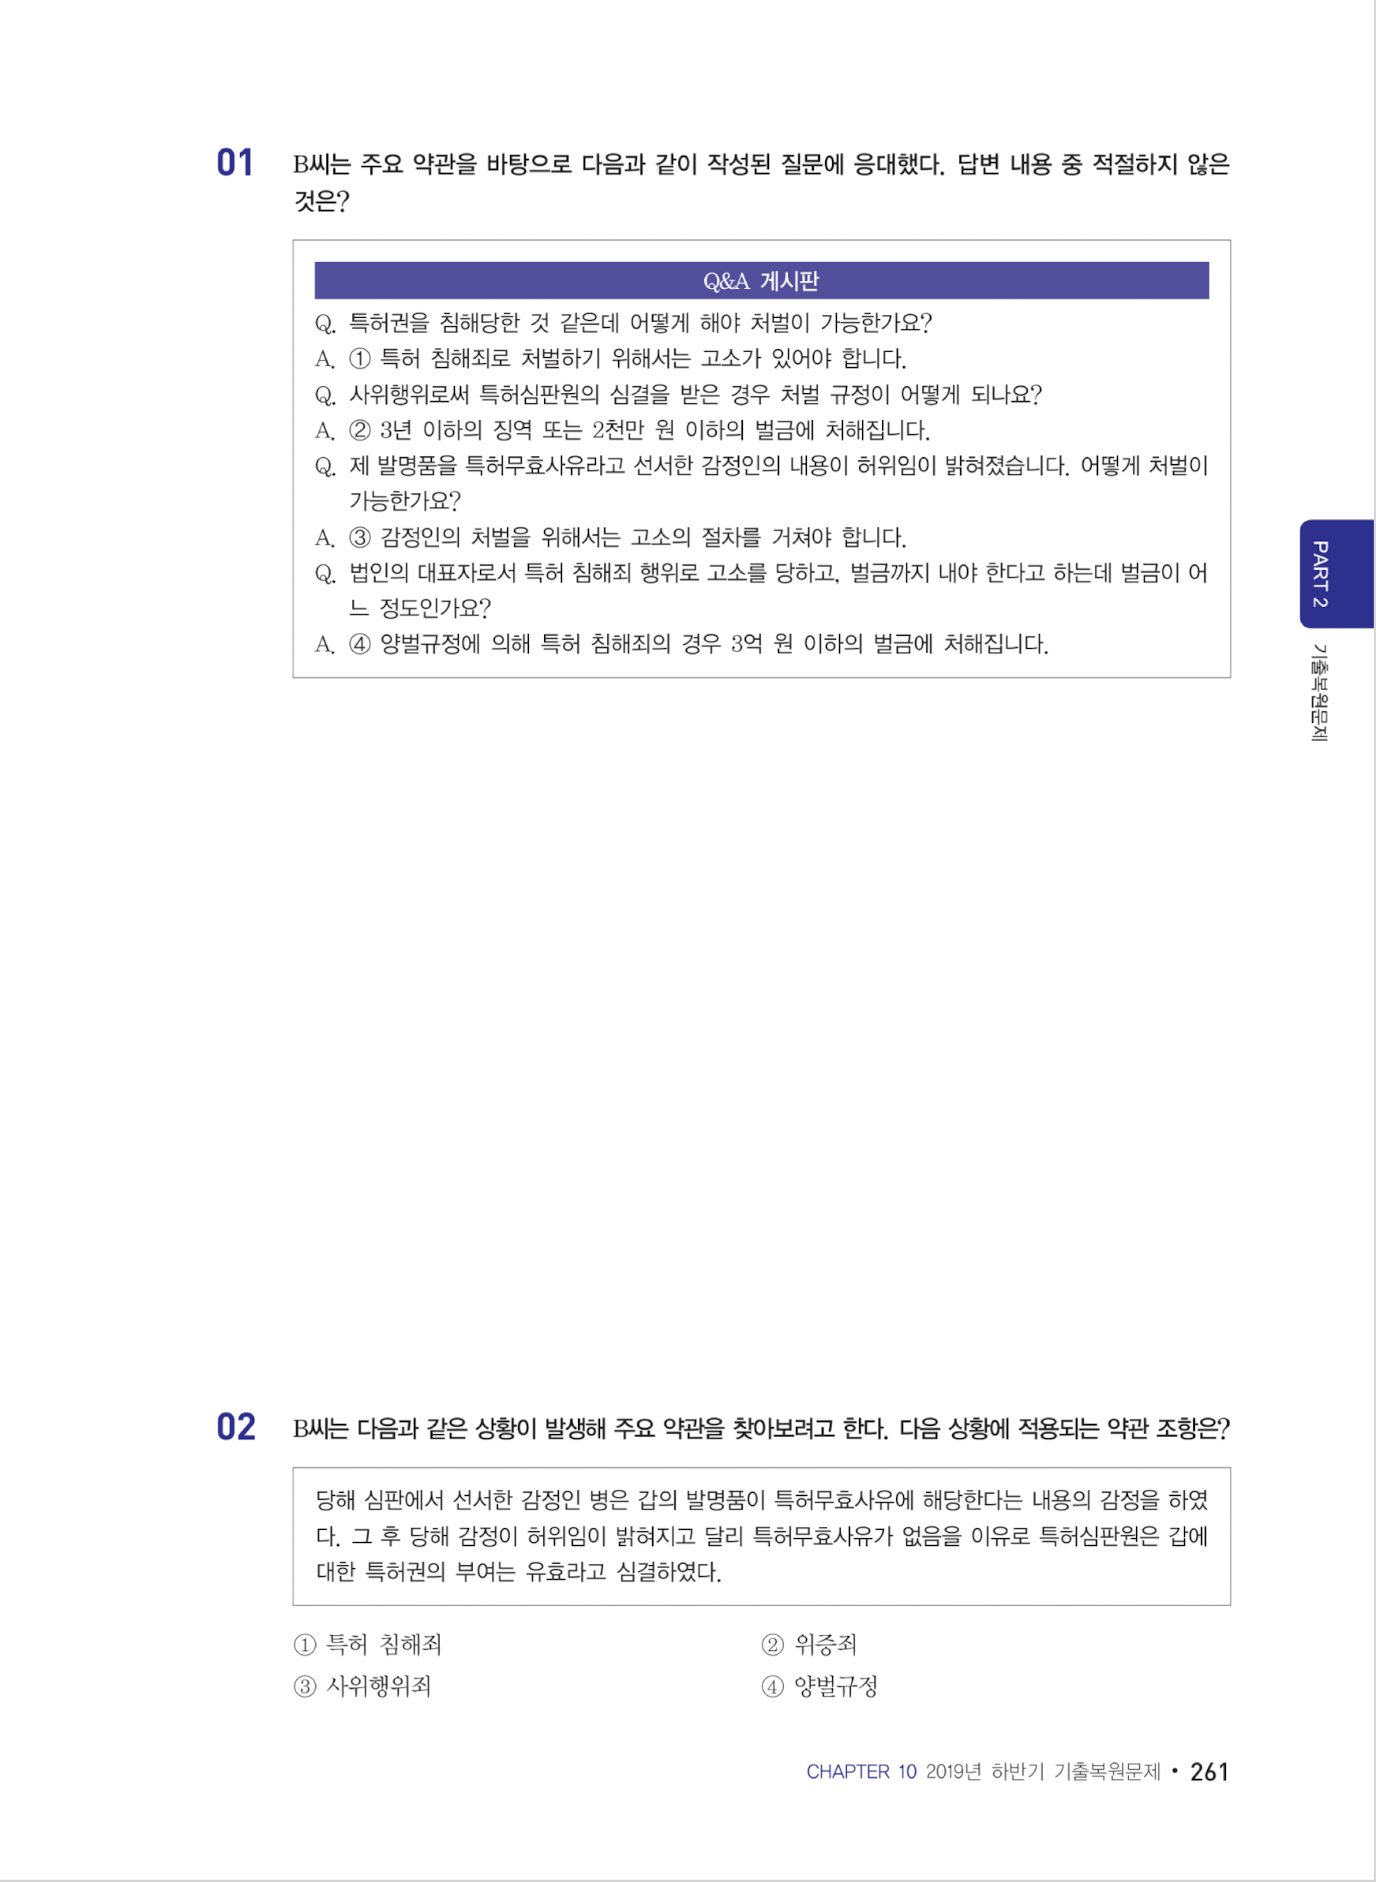 01 B씨는 주요 약관을 바탕으로 다음과 같이 작성된 질문에 응대했다. 답변 내용 중 적절하지 않은
것은?
Q&A 게시판
Q. 특허권을 침해당한 것 같은데 어떻게 해야 처벌이 가능한가요?
A. ① 특허 침해죄로 처벌하기 위해서는 고소가 있어야 합니다.
Q. 사위행위로써 특허심판원의 심결을 받은 경우 처벌 규정이 어떻게 되나요?
A. ② 3년 이하의 징역 또는 2천만 원 이하의 벌금에 처해집니다.
Q. 제 발명품을 특허무효사유라고 선서한 감정인의 내용이 허위임이 밝혀졌습니다. 어떻게 처벌이
가능한가요?
A. ③ 감정인의 처벌을 위해서는 고소의 절차를 거쳐야 합니다.
Q. 법인의 대표자로서 특허 침해죄 행위로 고소를 당하고, 벌금까지 내야 한다고 하는데 벌금이 어
느 정도인가요?
A. ④ 양벌규정에 의해 특허 침해죄의 경우 3억 원 이하의 벌금에 처해집니다.
PART 2
기출복원문제
02 B씨는 다음과 같은 상황이 발생해 주요 약관을 찾아보려고 한다. 다음 상황에 적용되는 약관 조항은?
당해 심판에서 선서한 감정인 병은 갑의 발명품이 특허무효사유에 해당한다는 내용의 감정을 하였
다. 그 후 당해 감정이 허위임이 밝혀지고 달리 특허무효사유가 없음을 이유로 특허심판원은 갑에
대한 특허권의 부여는 유효라고 심결하였다.
① 특허 침해죄 ② 위증죄
③ 사위행위죄 ④ 양벌규정
CHAPTER 10 2019년 하반기 기출복원문제 • 261